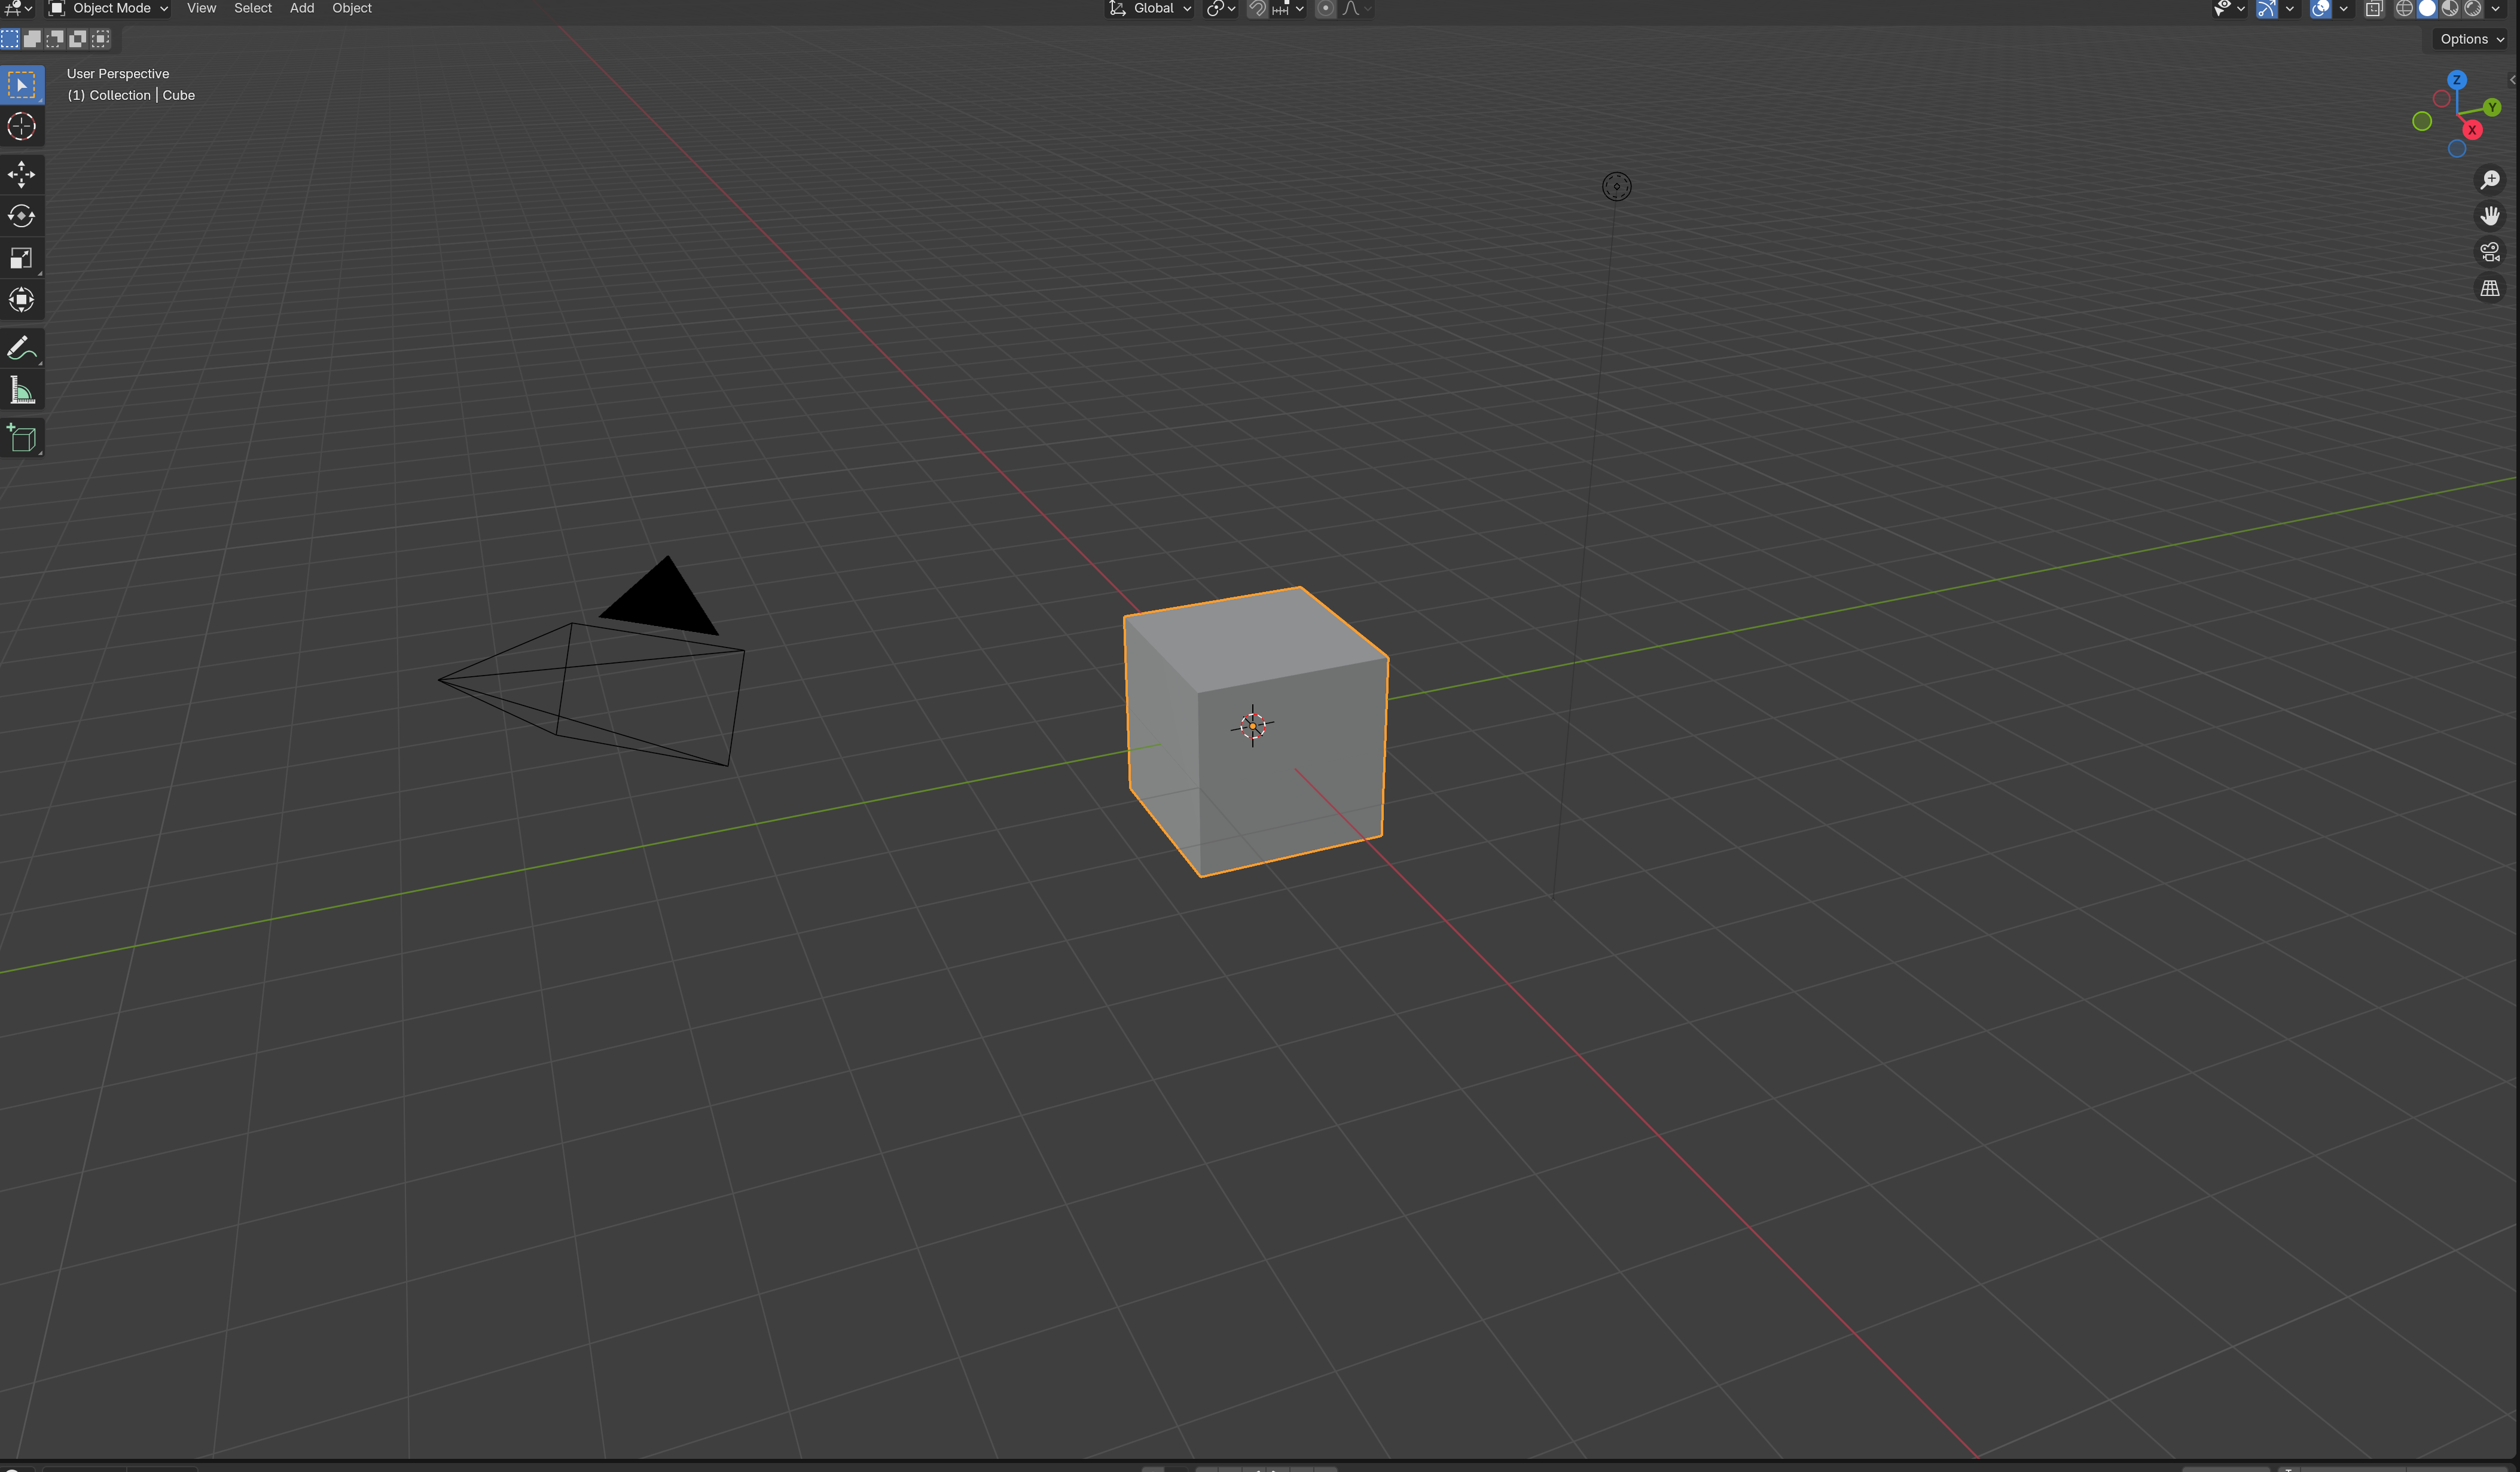 Object Mode View Select Add Object Global
Options
User Perspective
(1) Collection | Cube
Z
Y
X